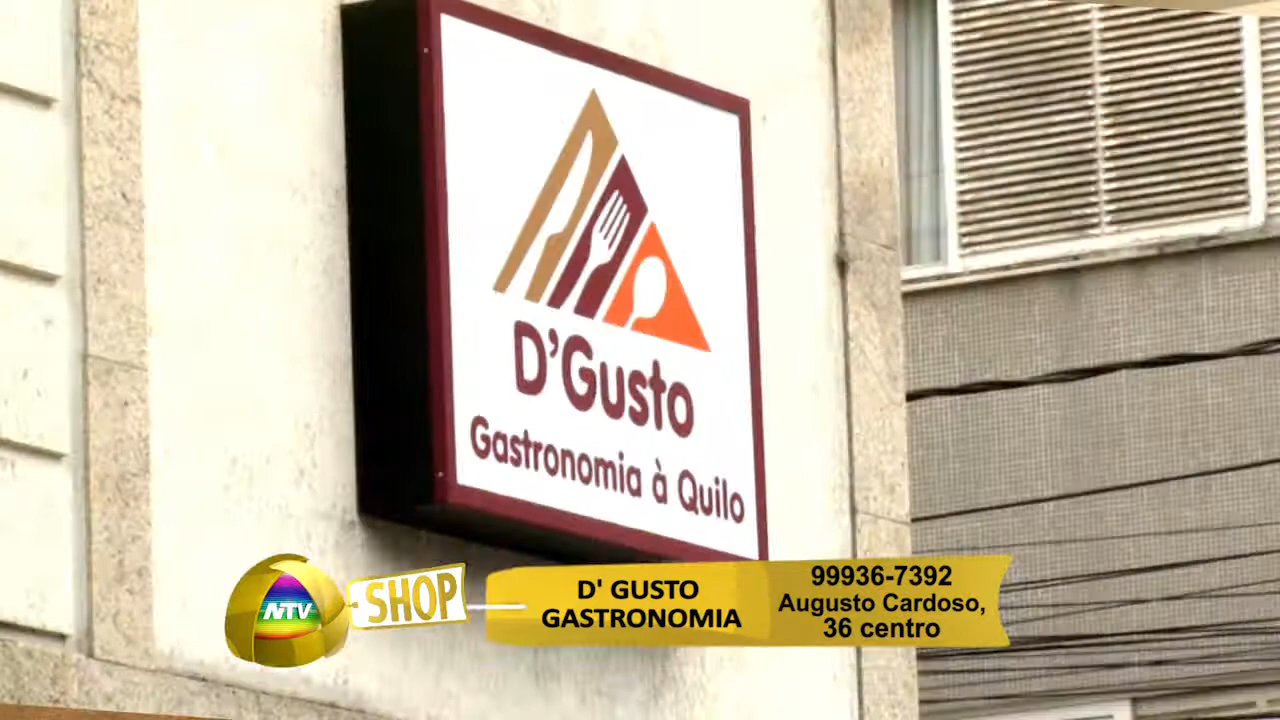 D'Gusto
Gastronomia à Quilo
NTV
SHOP
D' GUSTO
GASTRONOMIA
99936-7392
Augusto Cardoso,
36 centro